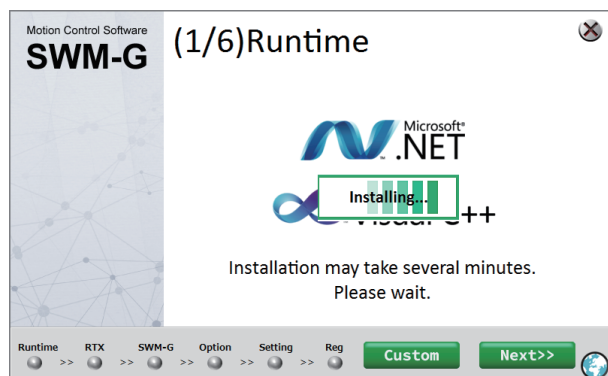 Motion Control Software
SWM-G
(1/6)Runtime
Microsoft®
.NET
Installing...
Visual C++
Installation may take several minutes.
Please wait.
Runtime >> RTX >> SWM-G >> Option >> Setting >> Reg
Custom
Next>>